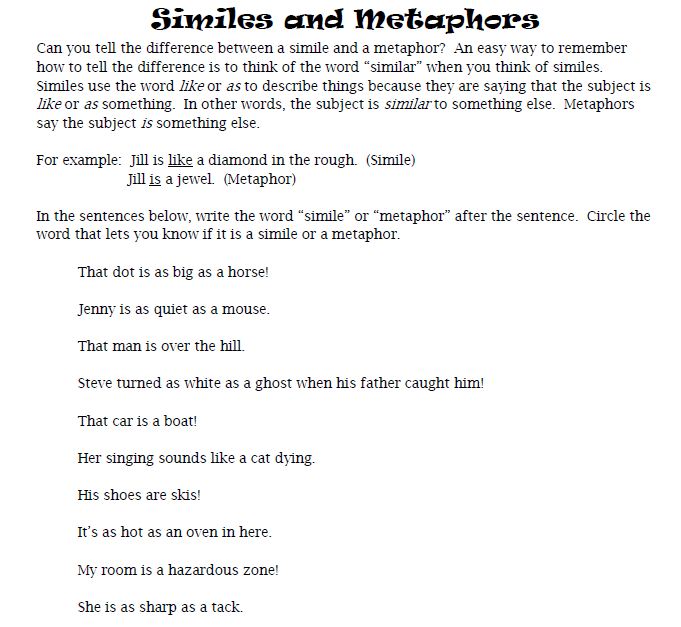 Similes and Metaphors
Can you tell the difference between a simile and a metaphor? An easy way to remember
how to tell the difference is to think of the word “similar” when you think of similes.
Similes use the word like or as to describe things because they are saying that the subject is
like or as something. In other words, the subject is similar to something else. Metaphors
say the subject is something else.
For example: Jill is like a diamond in the rough. (Simile)
Jill is a jewel. (Metaphor)
In the sentences below, write the word “simile” or “metaphor” after the sentence. Circle the
word that lets you know if it is a simile or a metaphor.
That dot is as big as a horse!
Jenny is as quiet as a mouse.
That man is over the hill.
Steve turned as white as a ghost when his father caught him!
That car is a boat!
Her singing sounds like a cat dying.
His shoes are skis!
It’s as hot as an oven in here.
My room is a hazardous zone!
She is as sharp as a tack.